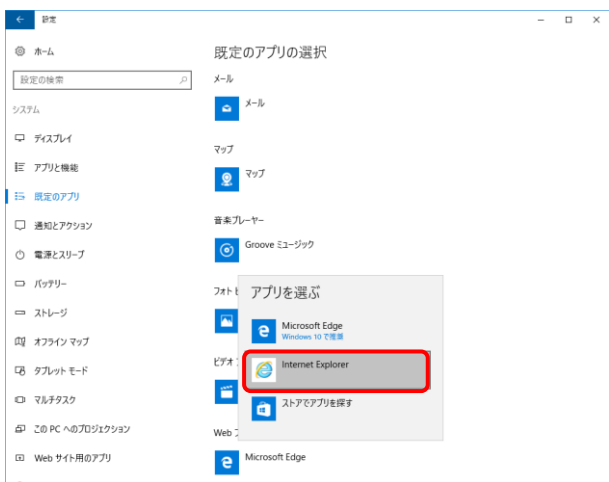 設定
ホーム
設定の検索
システム
ディスプレイ
アプリと機能
既定のアプリ
通知とアクション
電源とスリープ
バッテリー
ストレージ
オフライン マップ
タブレット モード
マルチタスク
この PC へのプロジェクション
Web サイト用のアプリ
既定のアプリの選択
メール
メール
マップ
マップ
音楽プレーヤー
Groove ミュージック
フォト
ビデオ
Web
Microsoft Edge
アプリを選ぶ
Microsoft Edge
Windows 10 で推奨
Internet Explorer
ストアでアプリを探す